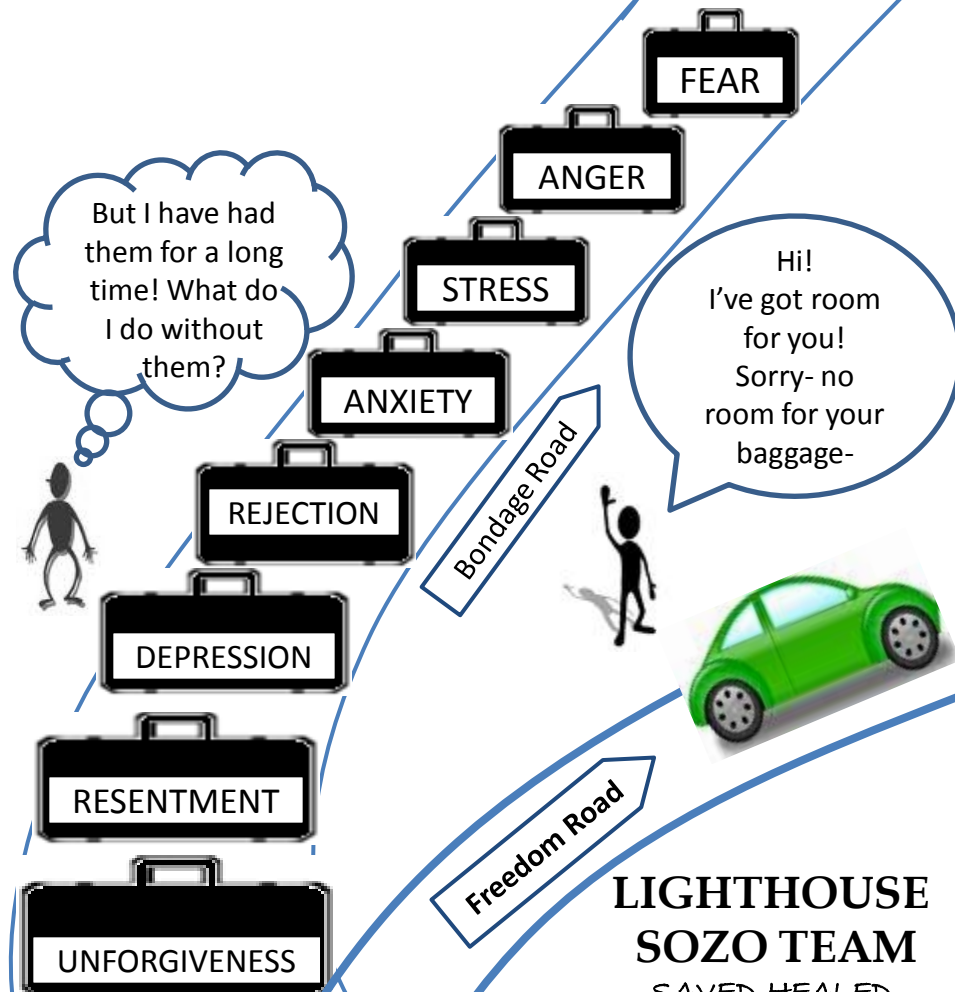 FEAR
ANGER
STRESS
ANXIETY
REJECTION
DEPRESSION
RESENTMENT
UNFORGIVENESS
But I have had
them for a long
time! What do
I do without
them?
Hi!
I’ve got room
for you!
Sorry- no
room for your
baggage-
Bondage Road
Freedom Road
LIGHTHOUSE
SOZO TEAM
SAVED HEALED